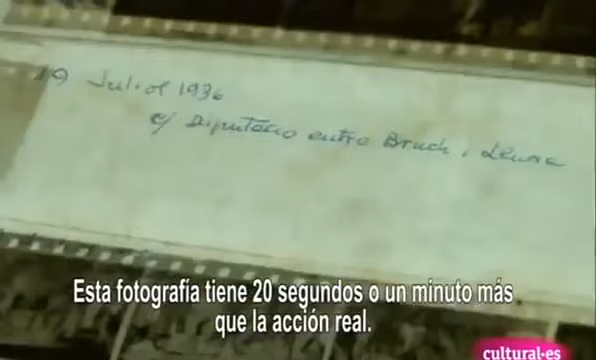 19 Juliol 1936
c/ Diputació entre Bruch i Lluria
Esta fotografía tiene 20 segundos o un minuto más
que la acción real.
cultural·es